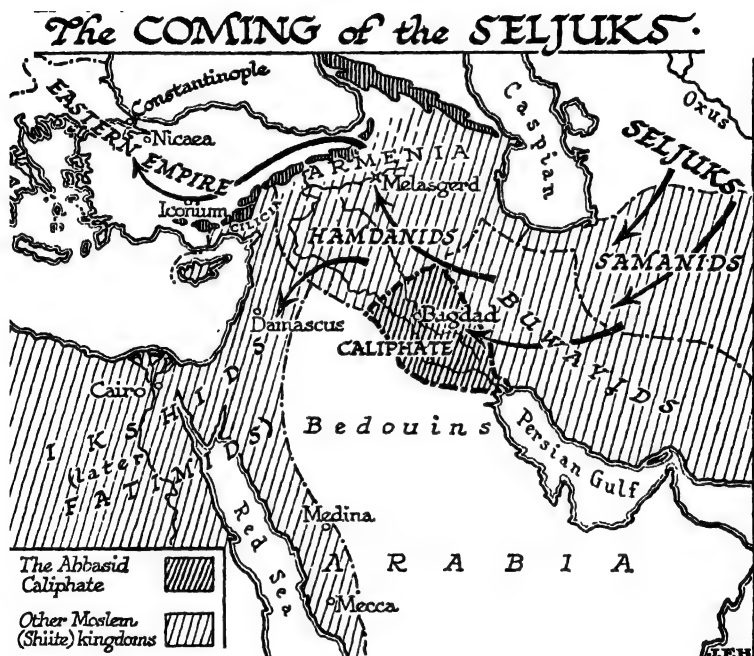 The COMING of the SELJUKS.
Constantinople
Nicaea
EASTERN EMPIRE
Iconium
CILICIA
ARMENIA
Melasgerd
Caspian
Oxus
SELJUKS
SAMANIDS
HAMDANIDS
BUWAYIDS
Bagdad
CALIPHATE
Damascus
Cairo
IKSHIDS
(later
FATIMIDS)
Bedouins
Persian Gulf
Red Sea
Medina
Mecca
ARABIA
The Abbasid
Caliphate
Other Moslem
(Shiite) kingdoms